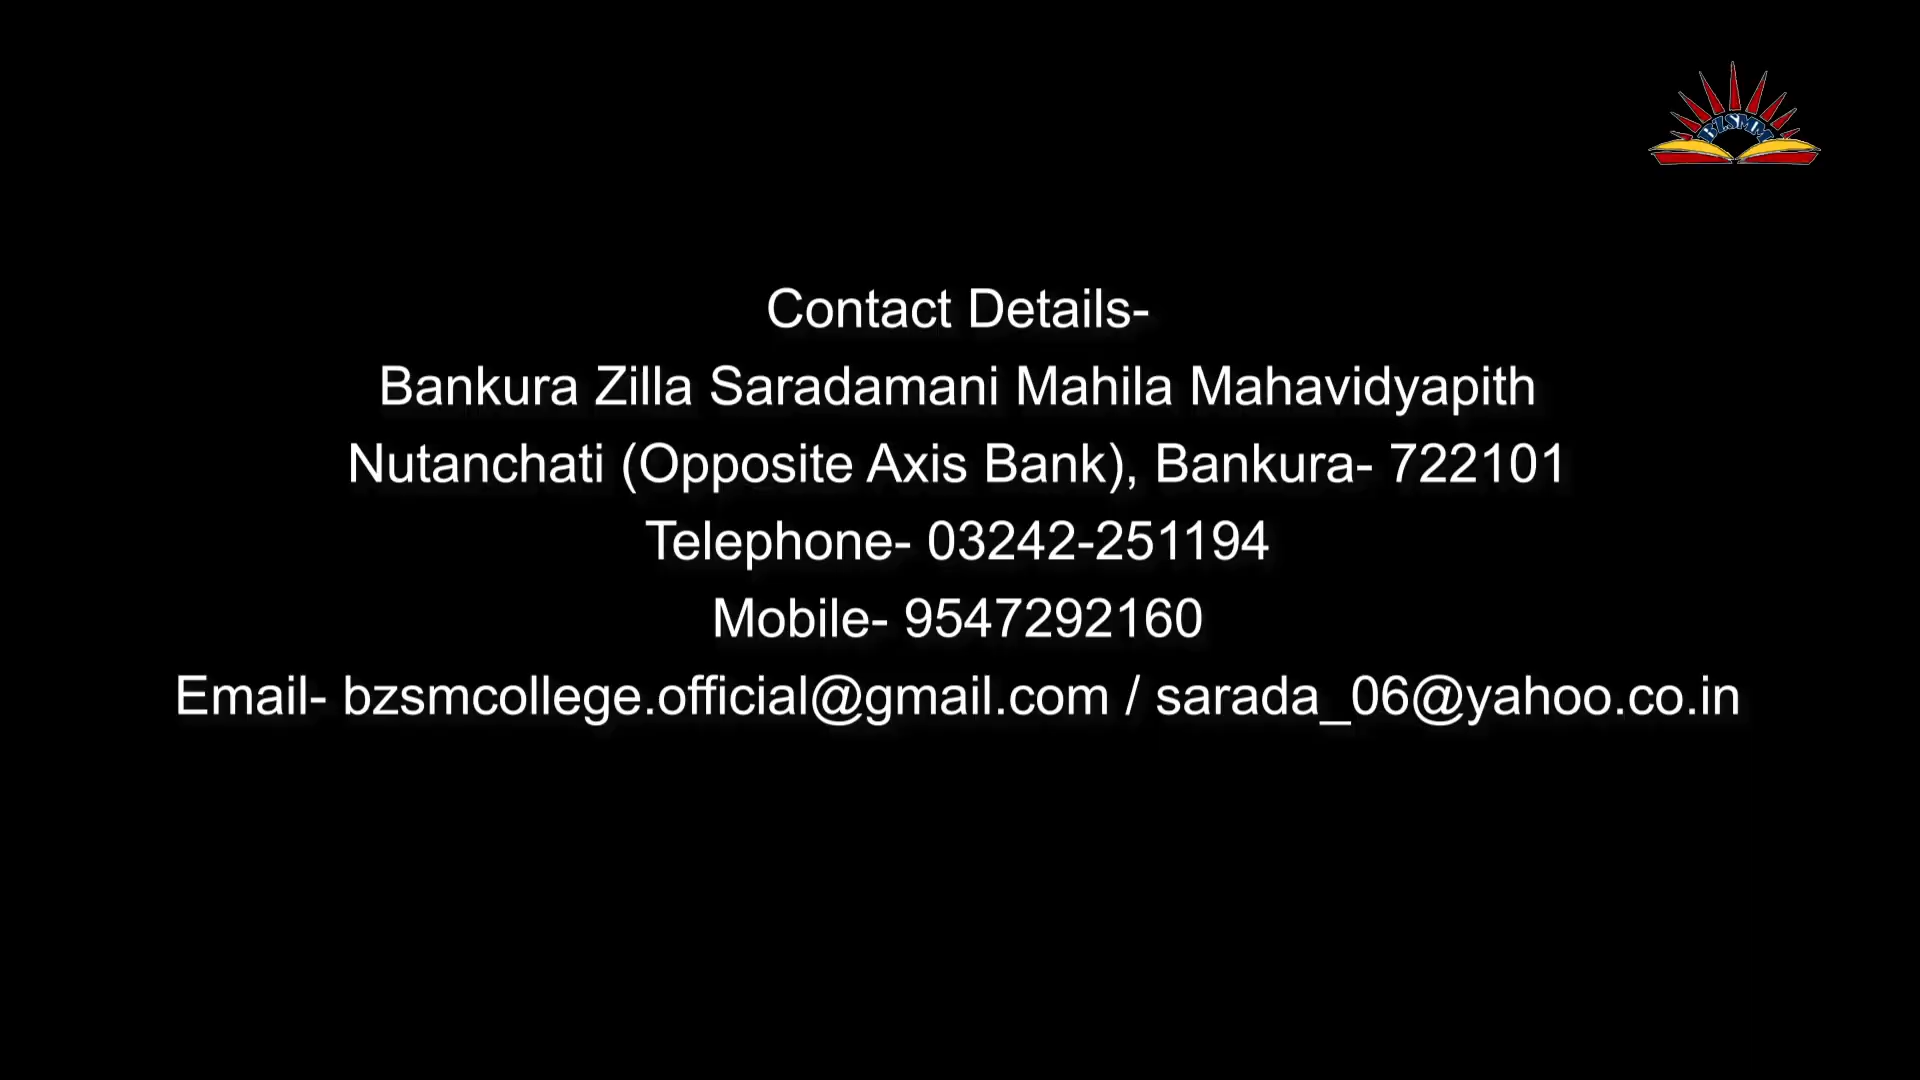 BZSMM
Contact Details-
Bankura Zilla Saradamani Mahila Mahavidyapith
Nutanchati (Opposite Axis Bank), Bankura- 722101
Telephone- 03242-251194
Mobile- 9547292160
Email- bzsmcollege.official@gmail.com / sarada_06@yahoo.co.in